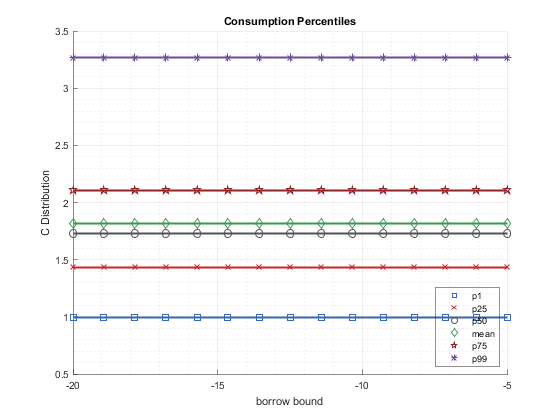 Consumption Percentiles
3.5
3
2.5
2
1.5
1
0.5
C Distribution
-20
-15
-10
-5
borrow bound
p1
p25
p50
mean
p75
p99